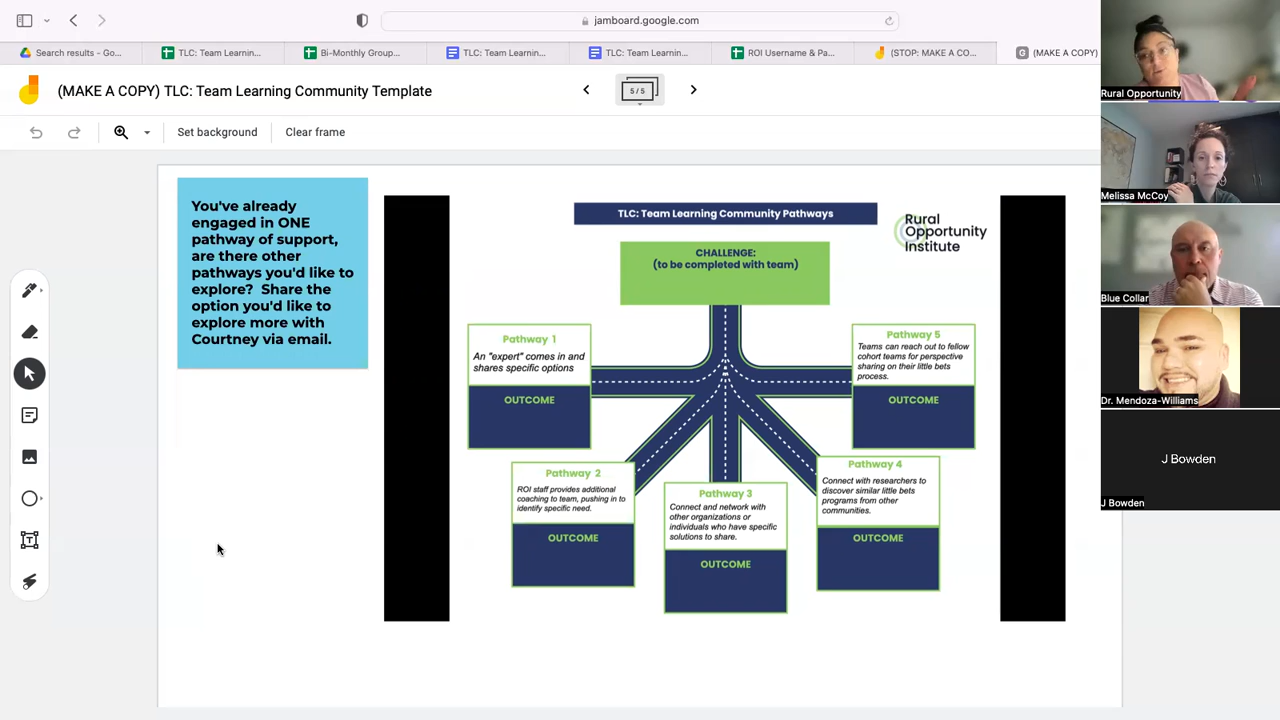 jamboard.google.com
Search results - Go...
TLC: Team Learnin...
Bi-Monthly Group...
TLC: Team Learnin...
TLC: Team Learnin...
ROI Username & Pa...
(STOP: MAKE A CO...
(MAKE A COPY)
(MAKE A COPY) TLC: Team Learning Community Template
5 / 5
Set background
Clear frame
You've already
engaged in ONE
pathway of support,
are there other
pathways you'd like to
explore? Share the
option you'd like to
explore more with
Courtney via email.
TLC: Team Learning Community Pathways
Rural
Opportunity
Institute
CHALLENGE:
(to be completed with team)
Pathway 1
An "expert" comes in and
shares specific options
OUTCOME
Pathway 5
Teams can reach out to fellow
cohort teams for perspective
sharing on their little bets
process.
OUTCOME
Pathway 2
ROI staff provides additional
coaching to team, pushing in to
identify specific need.
OUTCOME
Pathway 3
Connect and network with
other organizations or
individuals who have specific
solutions to share.
OUTCOME
Pathway 4
Connect with researchers to
discover similar little bets
programs from other
communities.
OUTCOME
Rural Opportunity
Melissa McCoy
Blue Collar
Dr. Mendoza-Williams
J Bowden
J Bowden